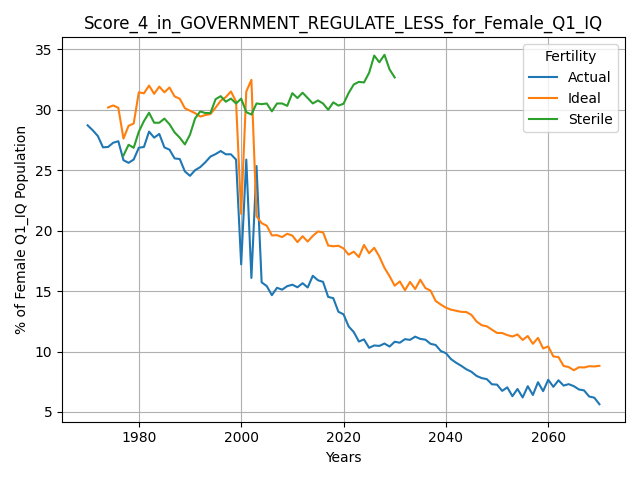 Score_4_in_GOVERNMENT_REGULATE_LESS_for_Female_Q1_IQ
% of Female Q1_IQ Population
35
30
25
20
15
10
5
Fertility
Actual
Ideal
Sterile
1980 2000 2020 2040 2060
Years